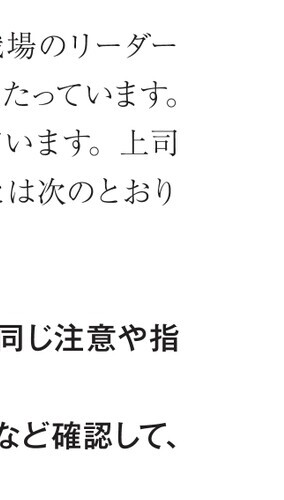 場のリーダー
たっています。
います。上司
は次のとおり
同じ注意や指
など確認して、